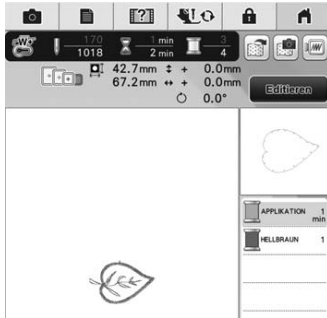 170 1 min 3
1018 2 min 4
42.7mm + 0.0mm
67.2mm + 0.0mm
0.0°
Editieren
APPLIKATION 1
min
HELLBRAUN 1